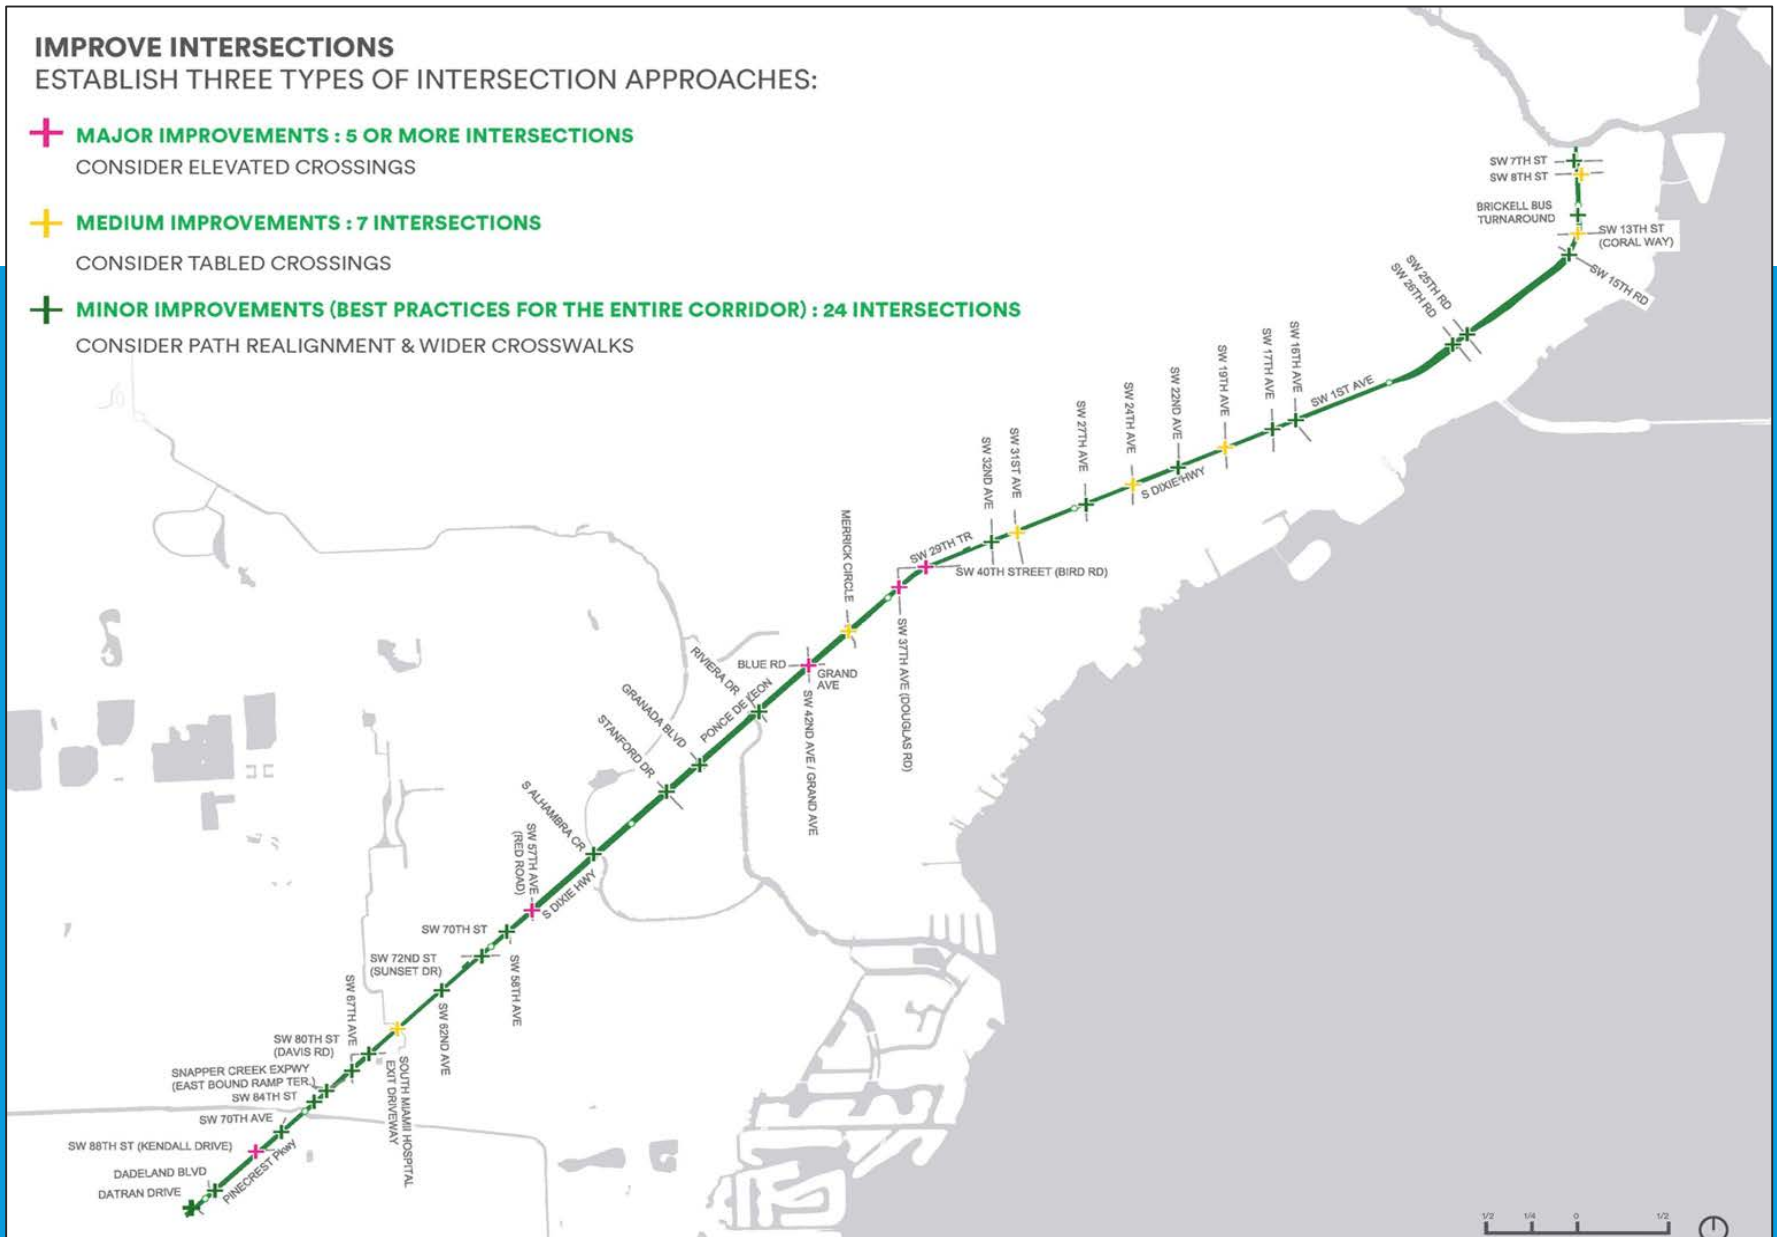 IMPROVE INTERSECTIONS
ESTABLISH THREE TYPES OF INTERSECTION APPROACHES:
MAJOR IMPROVEMENTS : 5 OR MORE INTERSECTIONS
CONSIDER ELEVATED CROSSINGS
MEDIUM IMPROVEMENTS : 7 INTERSECTIONS
CONSIDER TABLED CROSSINGS
MINOR IMPROVEMENTS (BEST PRACTICES FOR THE ENTIRE CORRIDOR) : 24 INTERSECTIONS
CONSIDER PATH REALIGNMENT & WIDER CROSSWALKS
SW 7TH ST
SW 8TH ST
BRICKELL BUS
TURNAROUND
SW 13TH ST
(CORAL WAY)
SW 15TH RD
SW 25TH RD
SW 26TH RD
SW 1ST AVE
SW 16TH AVE
SW 17TH AVE
SW 19TH AVE
SW 22ND AVE
S DIXIE HWY
SW 24TH AVE
SW 27TH AVE
SW 31ST AVE
SW 32ND AVE
SW 29TH TR
SW 40TH STREET (BIRD RD)
SW 37TH AVE (DOUGLAS RD)
MERRICK CIRCLE
BLUE RD
GRAND
AVE
SW 42ND AVE / GRAND AVE
RIVIERA DR
PONCE DE LEON
GRANADA BLVD
STANFORD DR
S ALHAMBRA CR
SW 57TH AVE
(RED ROAD)
S DIXIE HWY
SW 70TH ST
SW 72ND ST
(SUNSET DR)
SW 58TH AVE
SW 62ND AVE
SW 67TH AVE
SW 80TH ST
(DAVIS RD)
SOUTH MIAMII HOSPITAL
EXIT DRIVEWAY
SNAPPER CREEK EXPWY
(EAST BOUND RAMP TER.)
SW 84TH ST
SW 70TH AVE
SW 88TH ST (KENDALL DRIVE)
PINECREST Pkwy
DADELAND BLVD
DATRAN DRIVE
1/2 1/4 0 1/2